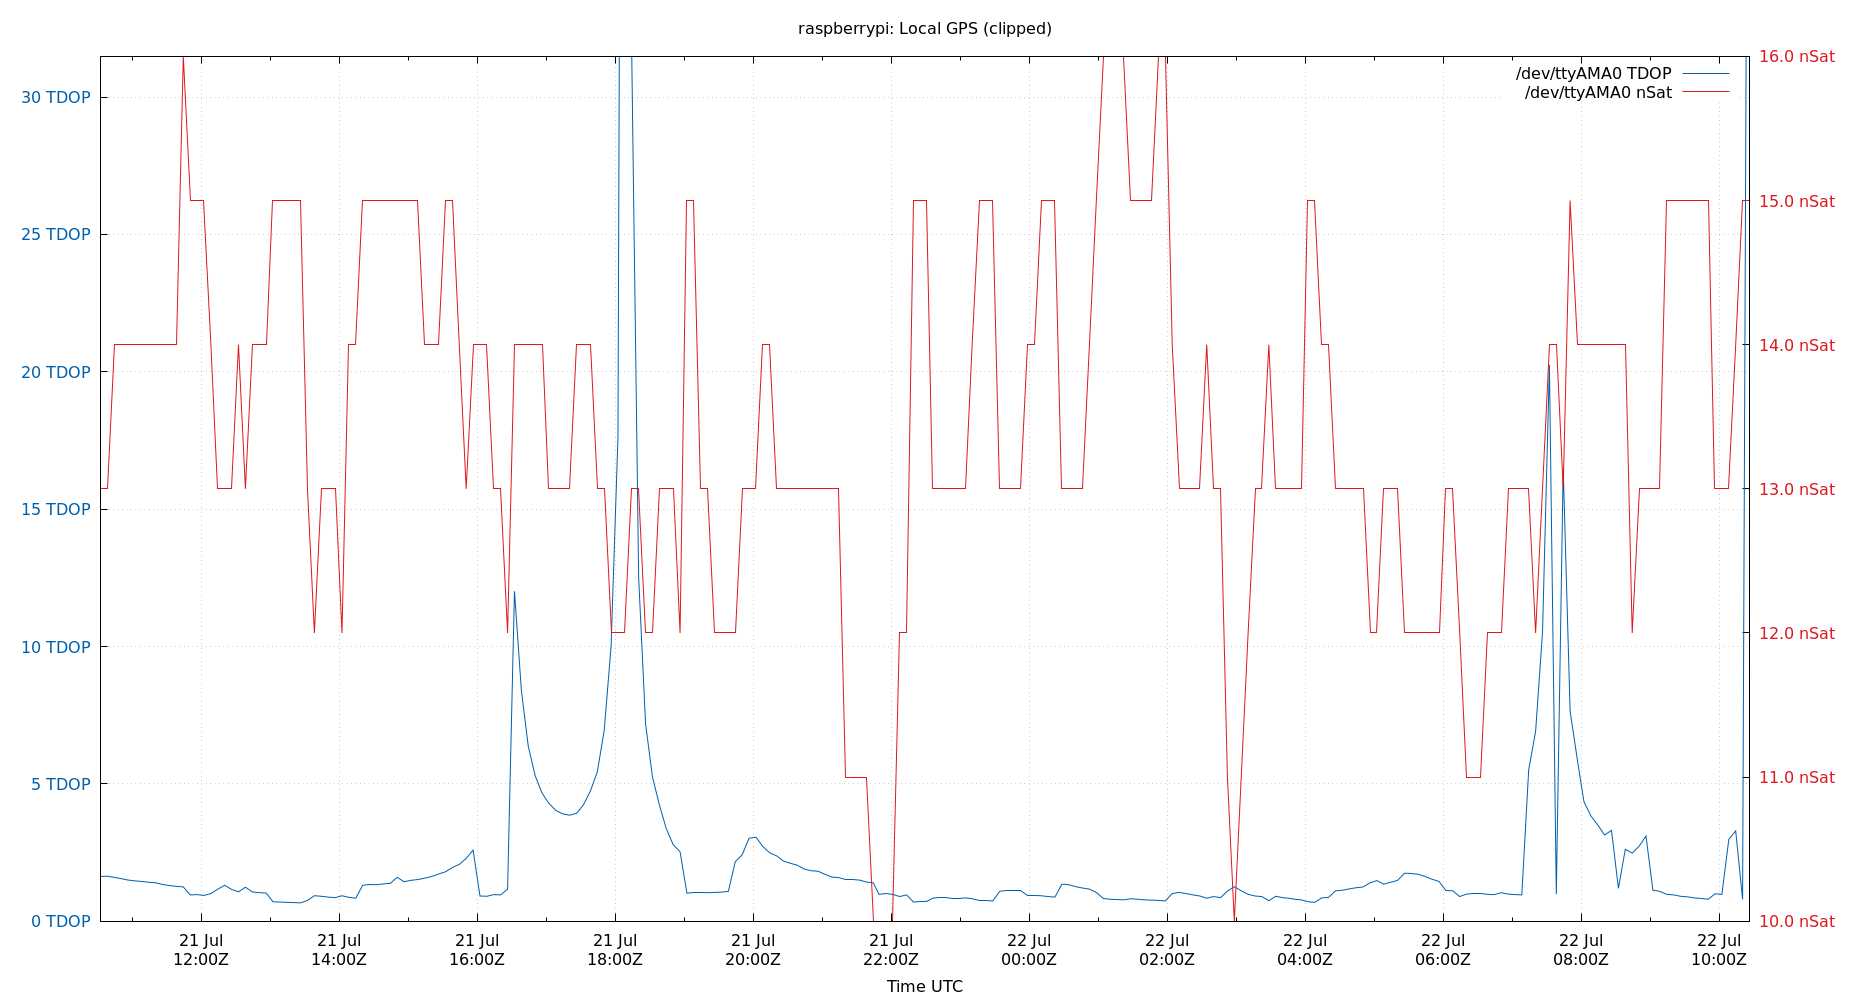 raspberrypi: Local GPS (clipped)
/dev/ttyAMA0 TDOP
/dev/ttyAMA0 nSat
30 TDOP
25 TDOP
20 TDOP
15 TDOP
10 TDOP
5 TDOP
0 TDOP
16.0 nSat
15.0 nSat
14.0 nSat
13.0 nSat
12.0 nSat
11.0 nSat
10.0 nSat
21 Jul
12:00Z
21 Jul
14:00Z
21 Jul
16:00Z
21 Jul
18:00Z
21 Jul
20:00Z
21 Jul
22:00Z
22 Jul
00:00Z
22 Jul
02:00Z
22 Jul
04:00Z
22 Jul
06:00Z
22 Jul
08:00Z
22 Jul
10:00Z
Time UTC